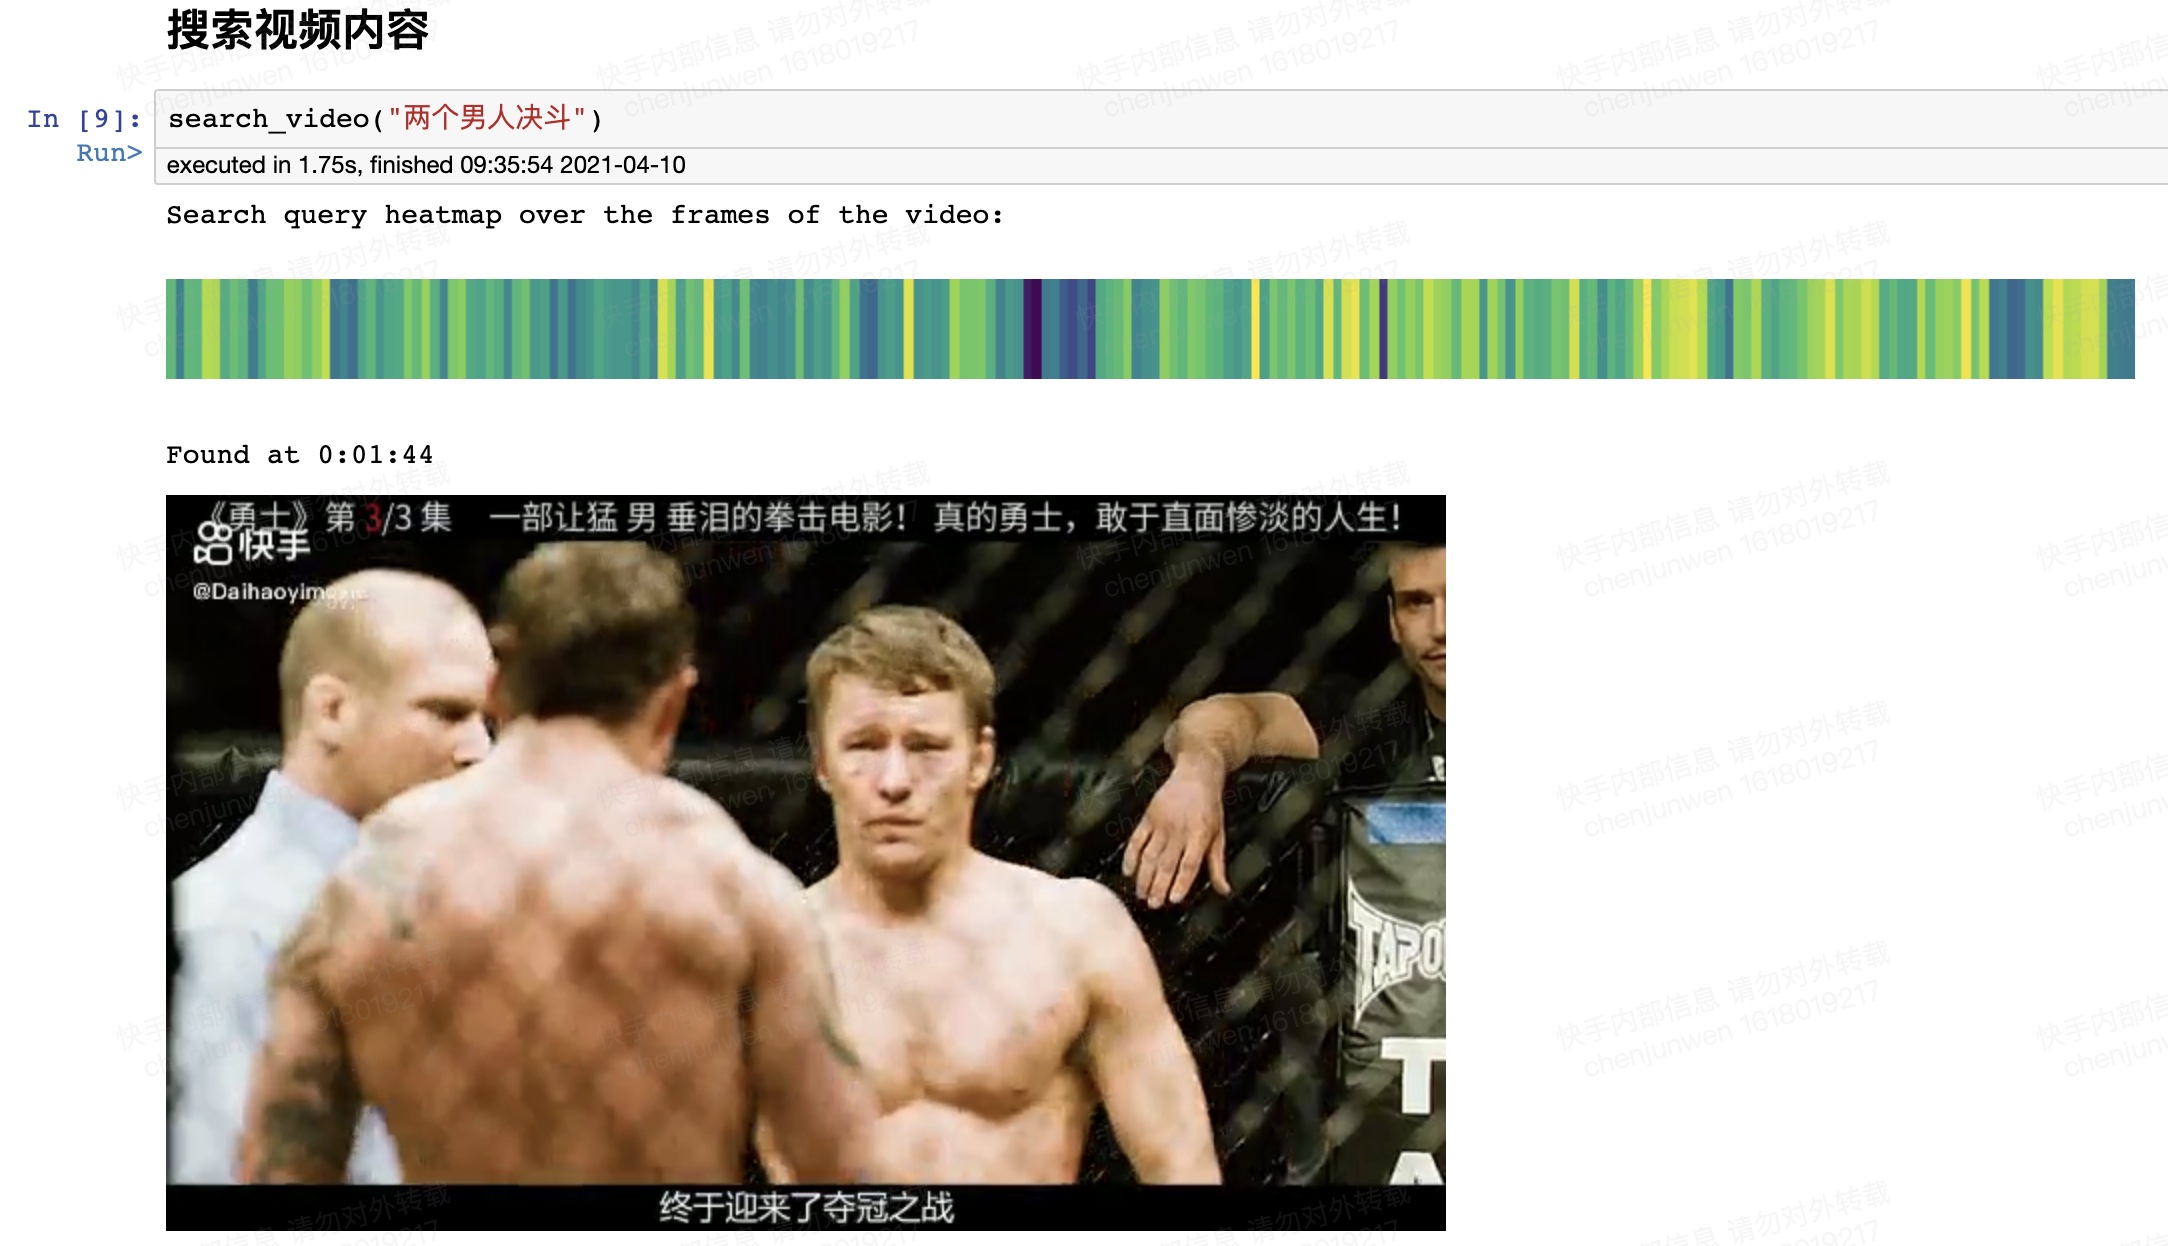 搜索视频内容
In [9]:
search_video("两个男人决斗")
Run>
executed in 1.75s, finished 09:35:54 2021-04-10
Search query heatmap over the frames of the video:
Found at 0:01:44
《勇士》第 3/3 集 一部让猛 男 垂泪的拳击电影！ 真的勇士，敢于直面惨淡的人生！
快手
终于迎来了夺冠之战
快手内部信息 请勿对外转载
chenjunwen 1618019217